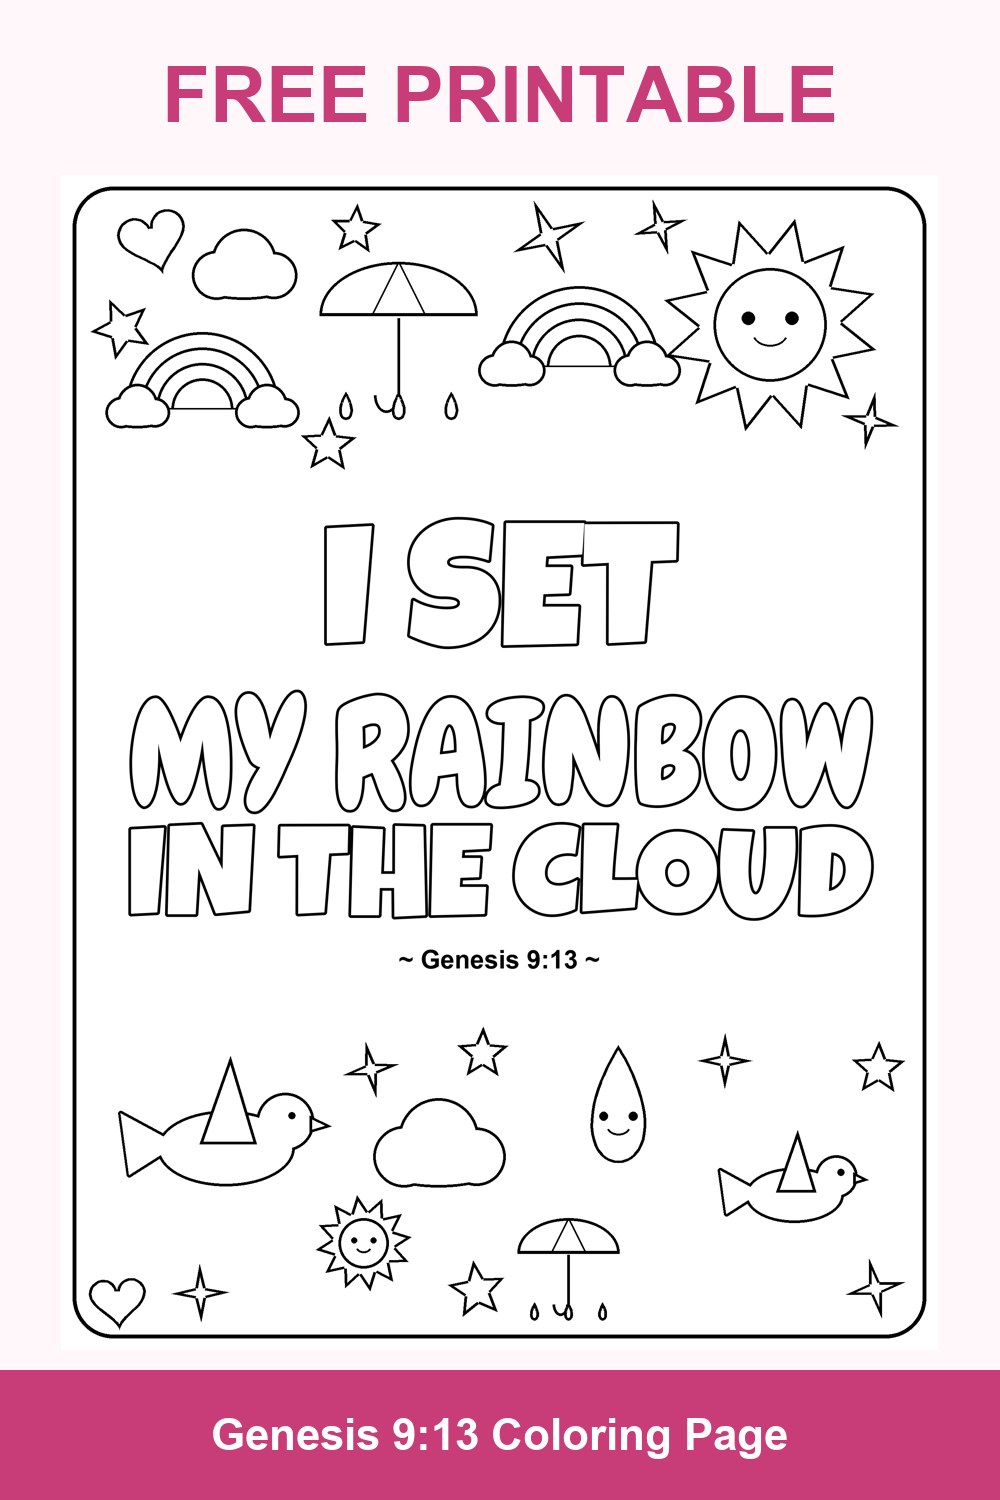 FREE PRINTABLE
I SET
MY RAINBOW
IN THE CLOUD
~ Genesis 9:13 ~
Genesis 9:13 Coloring Page